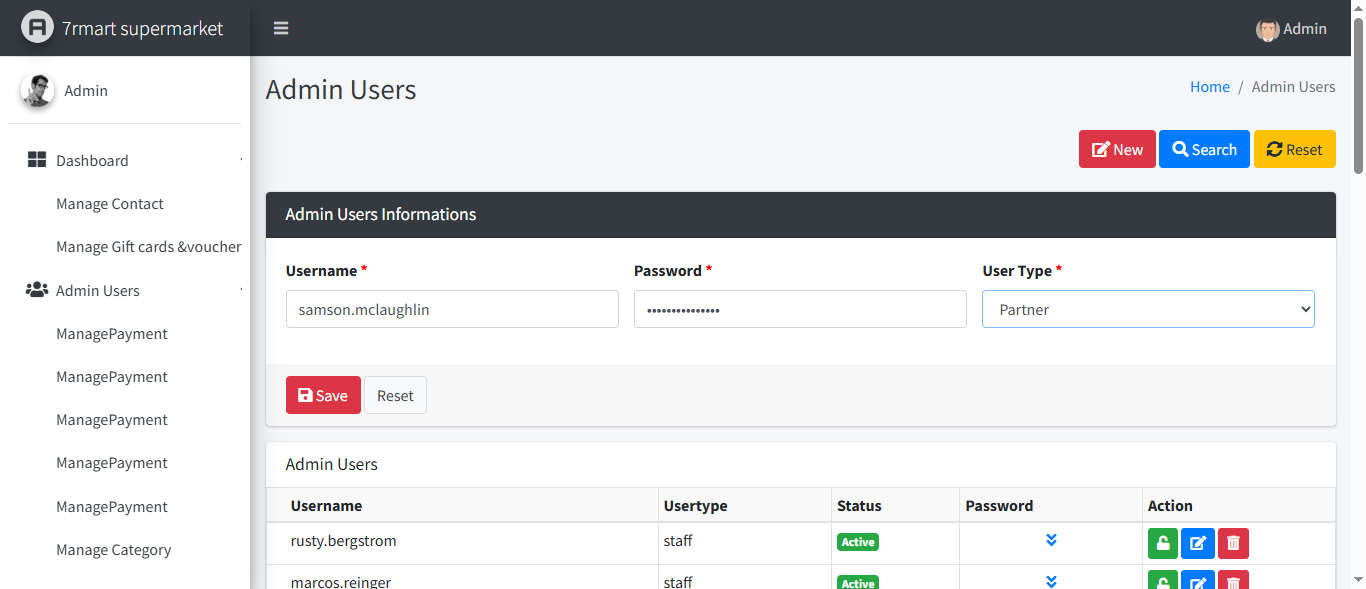 7rmart supermarket
Admin
Admin
Admin Users
Home / Admin Users
Dashboard
Manage Contact
Manage Gift cards &voucher
Admin Users
ManagePayment
ManagePayment
ManagePayment
ManagePayment
ManagePayment
Manage Category
New Search Reset
Admin Users Informations
Username * Password * User Type *
samson.mclaughlin ••••••••••••••• Partner
Save Reset
Admin Users
Username Usertype Status Password Action
rusty.bergstrom staff Active
marcos.reinger staff Active